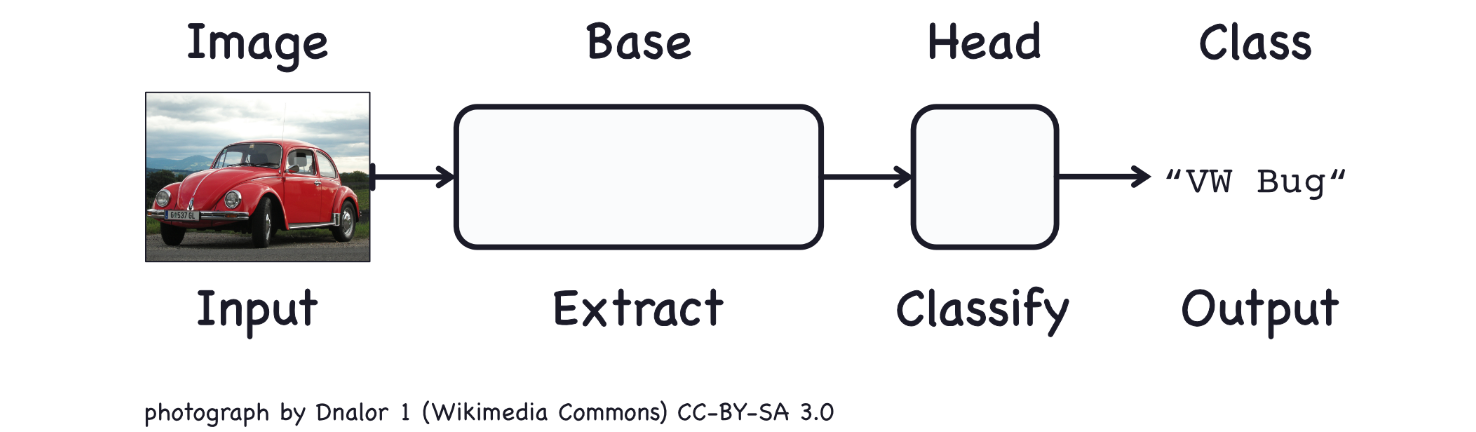 Image Base Head Class
“VW Bug“
Input Extract Classify Output
photograph by Dnalor 1 (Wikimedia Commons) CC-BY-SA 3.0